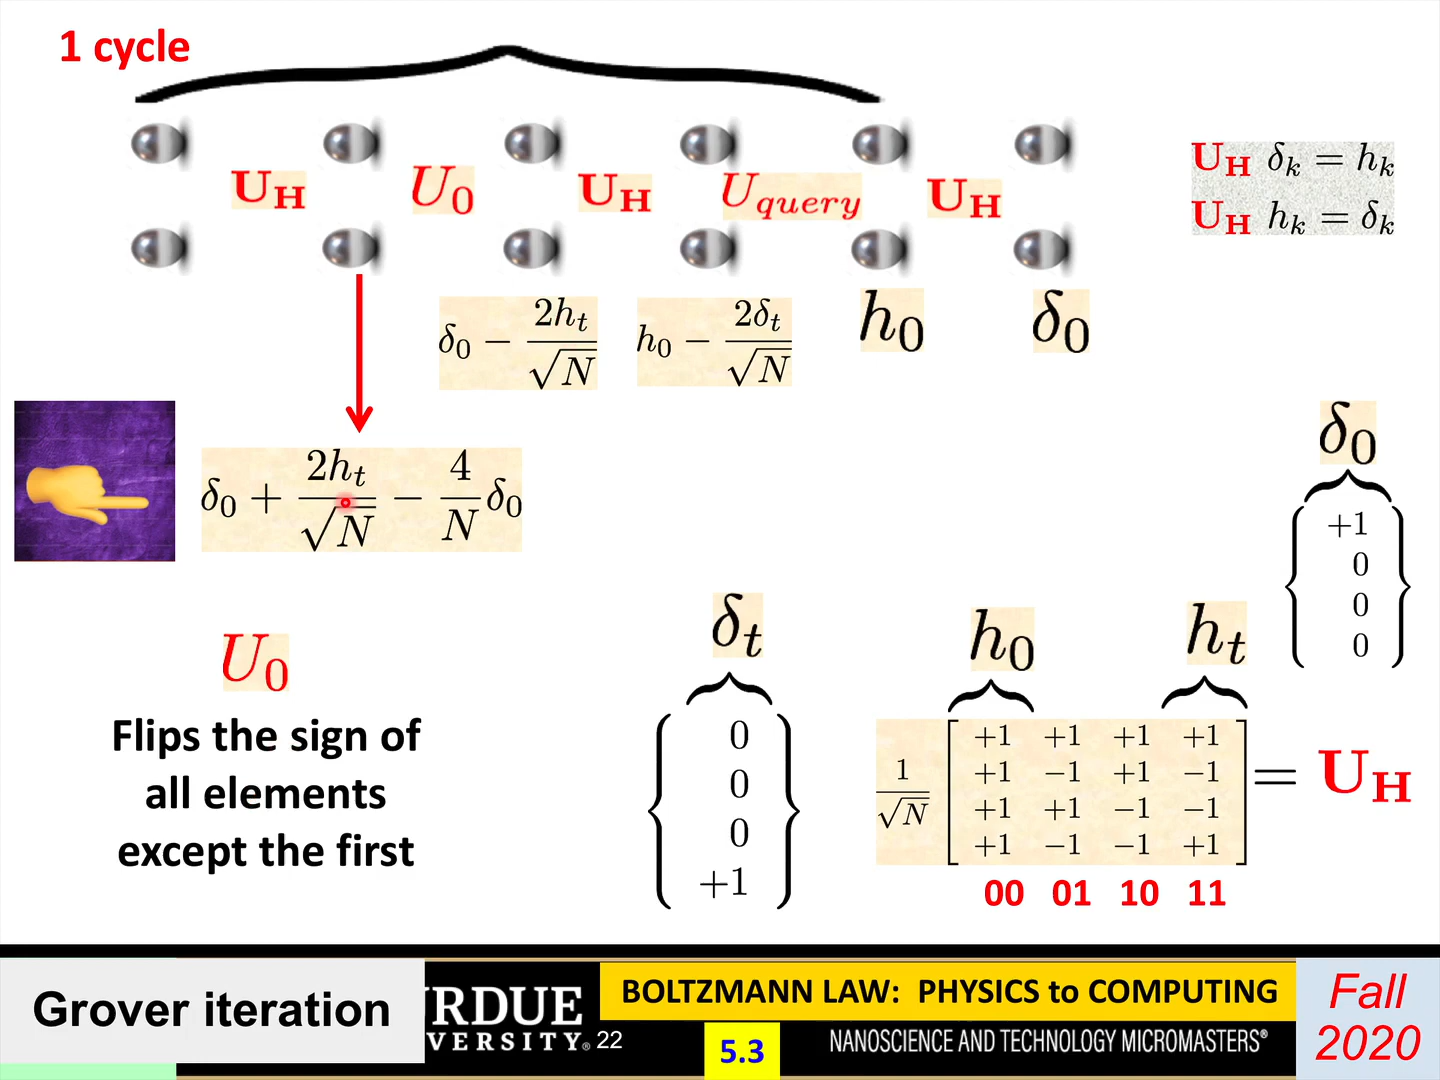 1 cycle
U_H U_0 U_H U_query U_H
U_H δ_k = h_k
U_H h_k = δ_k
δ_0 − 2h_t/√N
h_0 − 2δ_t/√N
h_0
δ_0
δ_0 + 2h_t/√N − 4/N δ_0
δ_0
+1
0
0
0
U_0
Flips the sign of
all elements
except the first
δ_t
0
0
0
+1
h_0
h_t
1/√N
+1 +1 +1 +1
+1 −1 +1 −1
+1 +1 −1 −1
+1 −1 −1 +1
= U_H
00 01 10 11
Grover iteration
RDUE
VERSITY® 22
BOLTZMANN LAW: PHYSICS to COMPUTING
5.3
NANOSCIENCE AND TECHNOLOGY MICROMASTERS®
Fall
2020